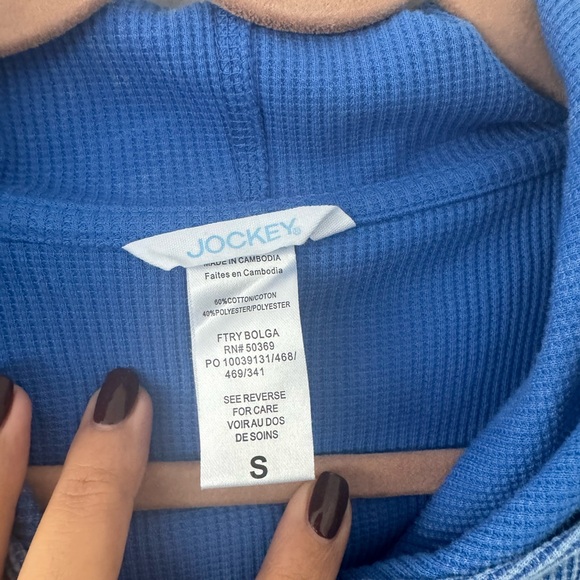 JOCKEY®
MADE IN CAMBODIA
Faites en Cambodia
60%COTTON/COTON
40%POLYESTER/POLYESTER
FTRY BOLGA
RN# 50369
PO 10039131/468/
469/341
SEE REVERSE
FOR CARE
VOIR AU DOS
DE SOINS
S